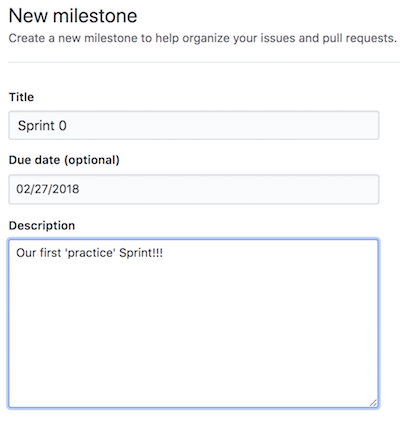 New milestone
Create a new milestone to help organize your issues and pull requests.
Title
Sprint 0
Due date (optional)
02/27/2018
Description
Our first 'practice' Sprint!!!